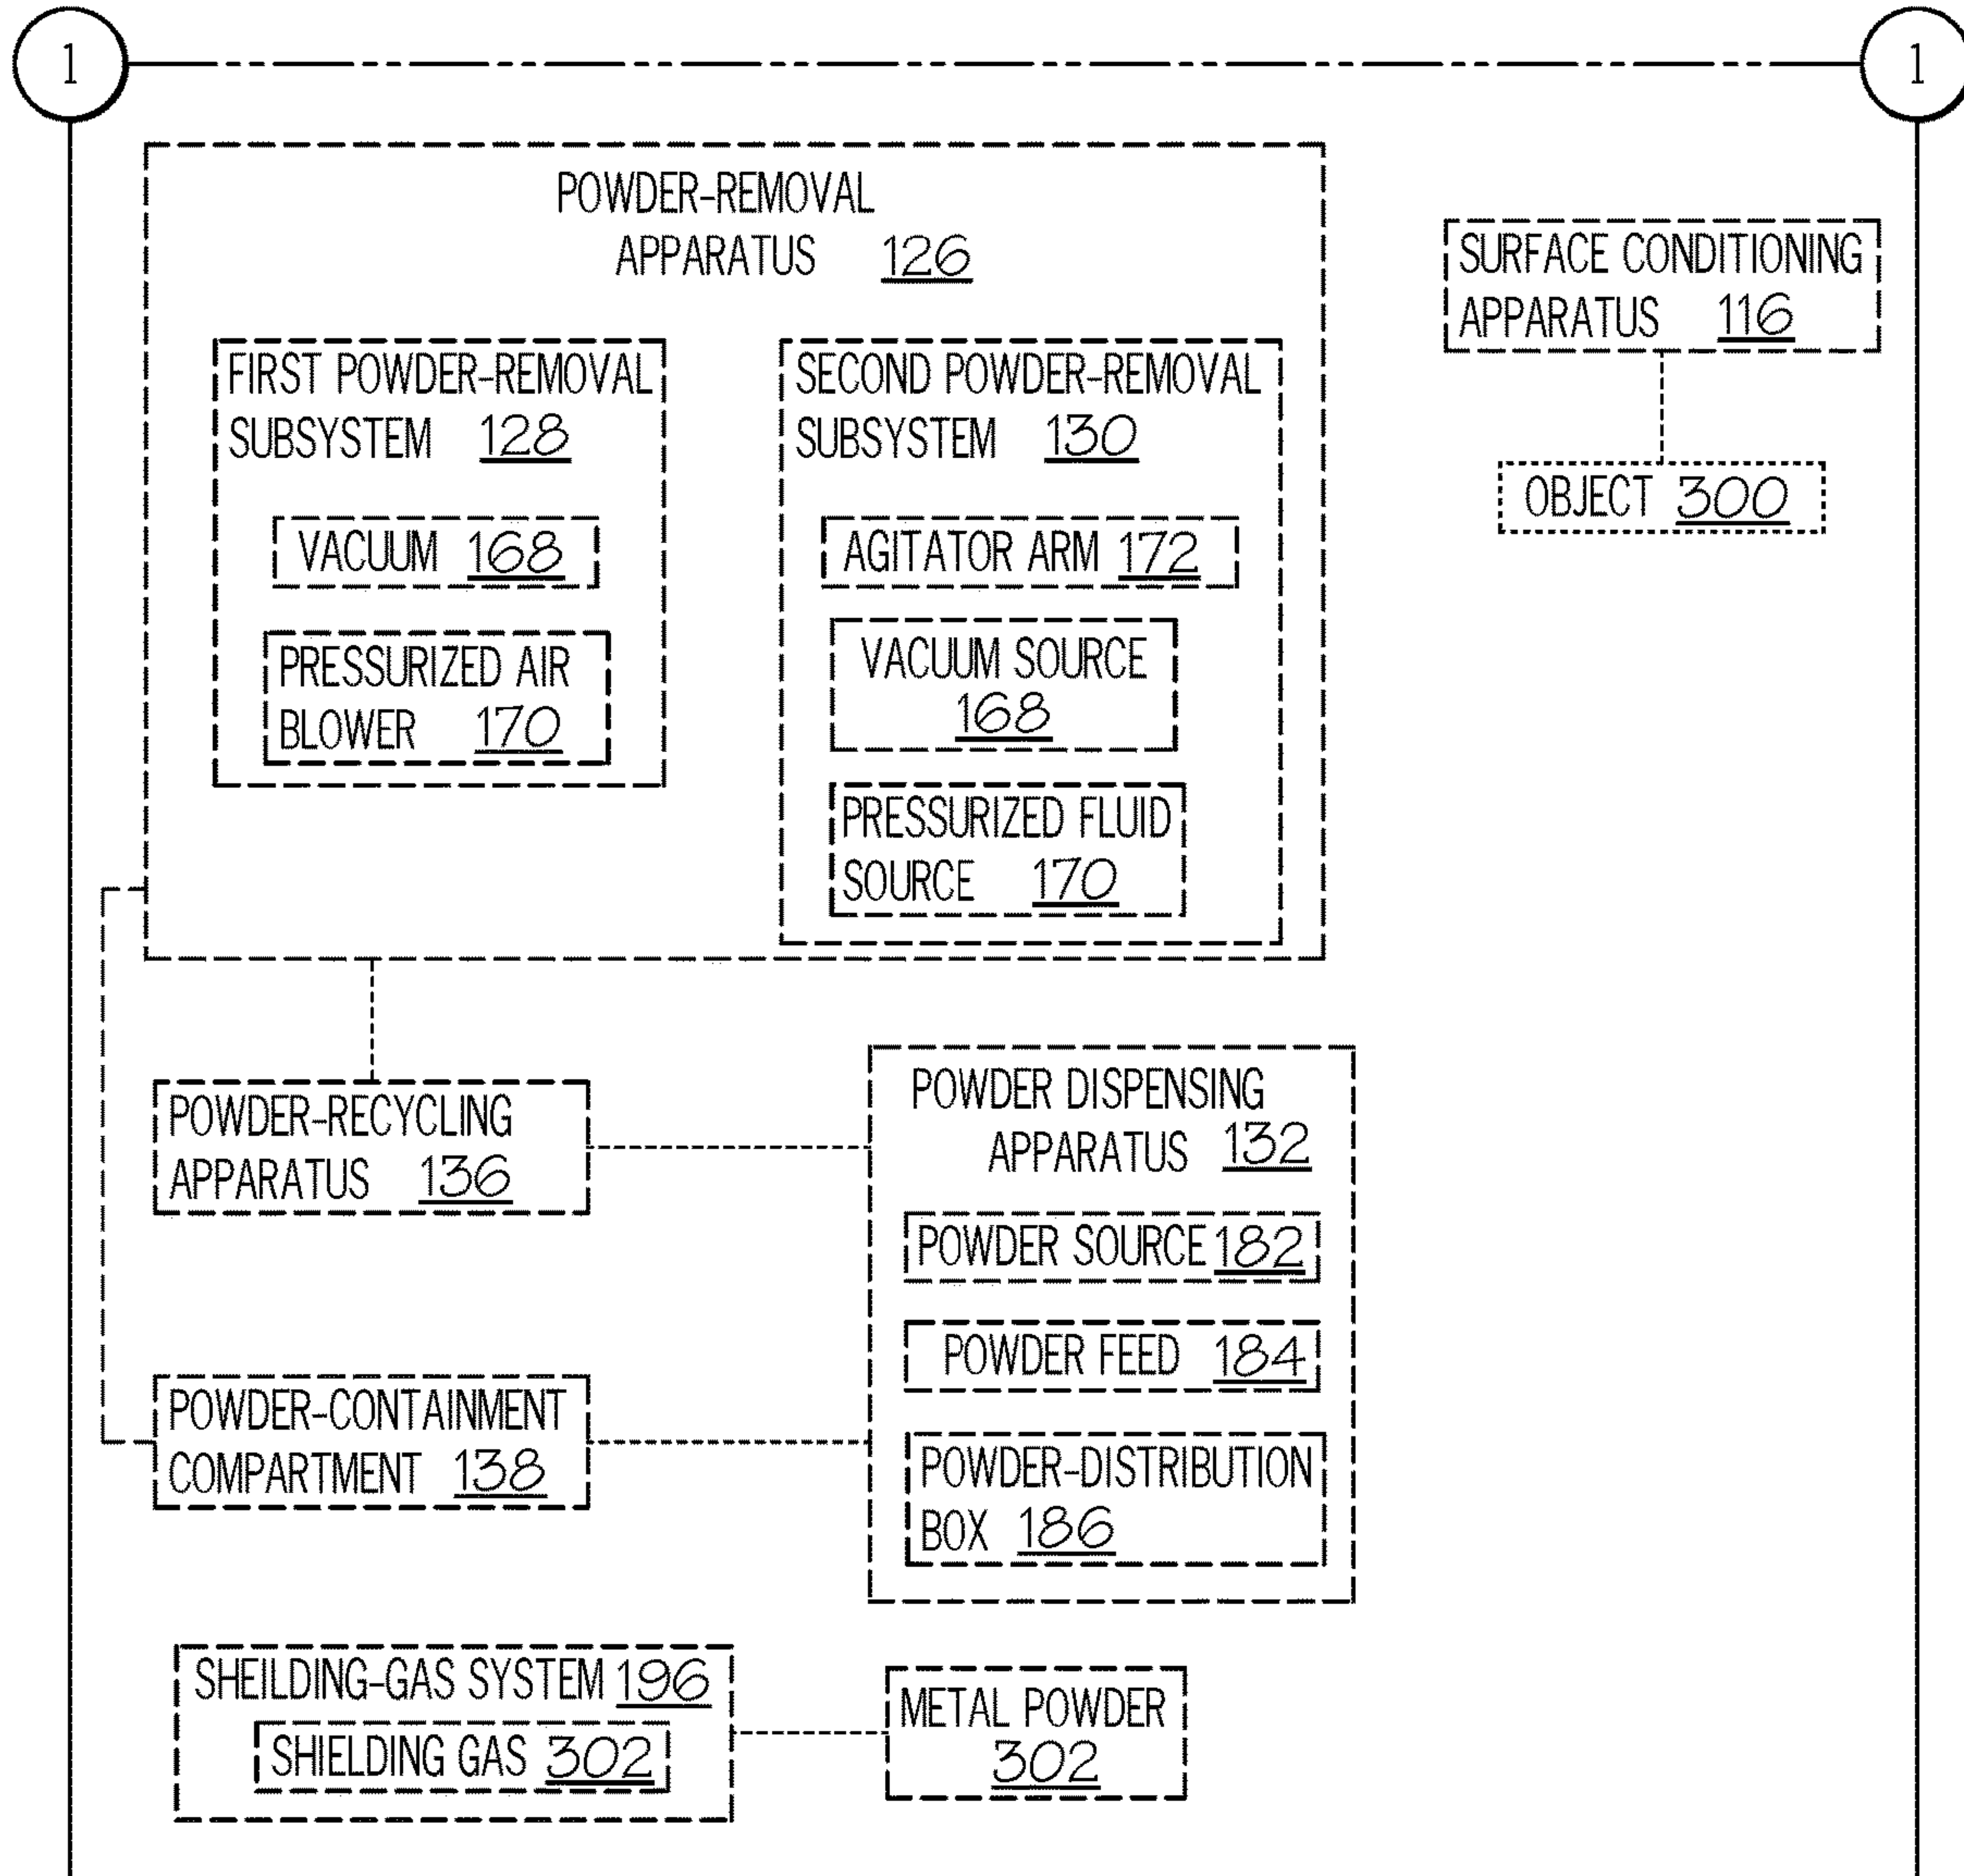 1
1
POWDER-REMOVAL
APPARATUS 126
FIRST POWDER-REMOVAL
SUBSYSTEM 128
VACUUM 168
PRESSURIZED AIR
BLOWER 170
SECOND POWDER-REMOVAL
SUBSYSTEM 130
AGITATOR ARM 172
VACUUM SOURCE
168
PRESSURIZED FLUID
SOURCE 170
SURFACE CONDITIONING
APPARATUS 116
OBJECT 300
POWDER-RECYCLING
APPARATUS 136
POWDER-CONTAINMENT
COMPARTMENT 138
POWDER DISPENSING
APPARATUS 132
POWDER SOURCE 182
POWDER FEED 184
POWDER-DISTRIBUTION
BOX 186
SHEILDING-GAS SYSTEM 196
SHIELDING GAS 302
METAL POWDER
302